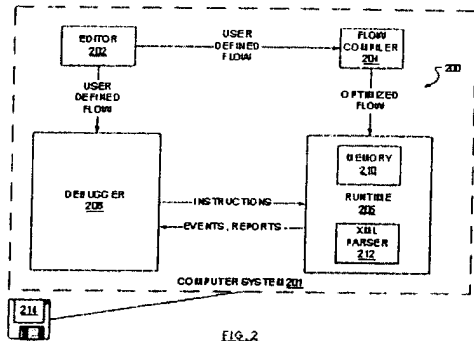 EDITOR
202
USER
DEFINED
FLOW
FLOW
COMPILER
204
200
USER
DEFINED
FLOW
OPTIMIZED
FLOW
DEBUGGER
208
INSTRUCTIONS
EVENTS, REPORTS
MEMORY
210
RUNTIME
206
XML
PARSER
212
COMPUTER SYSTEM 201
214
FIG. 2